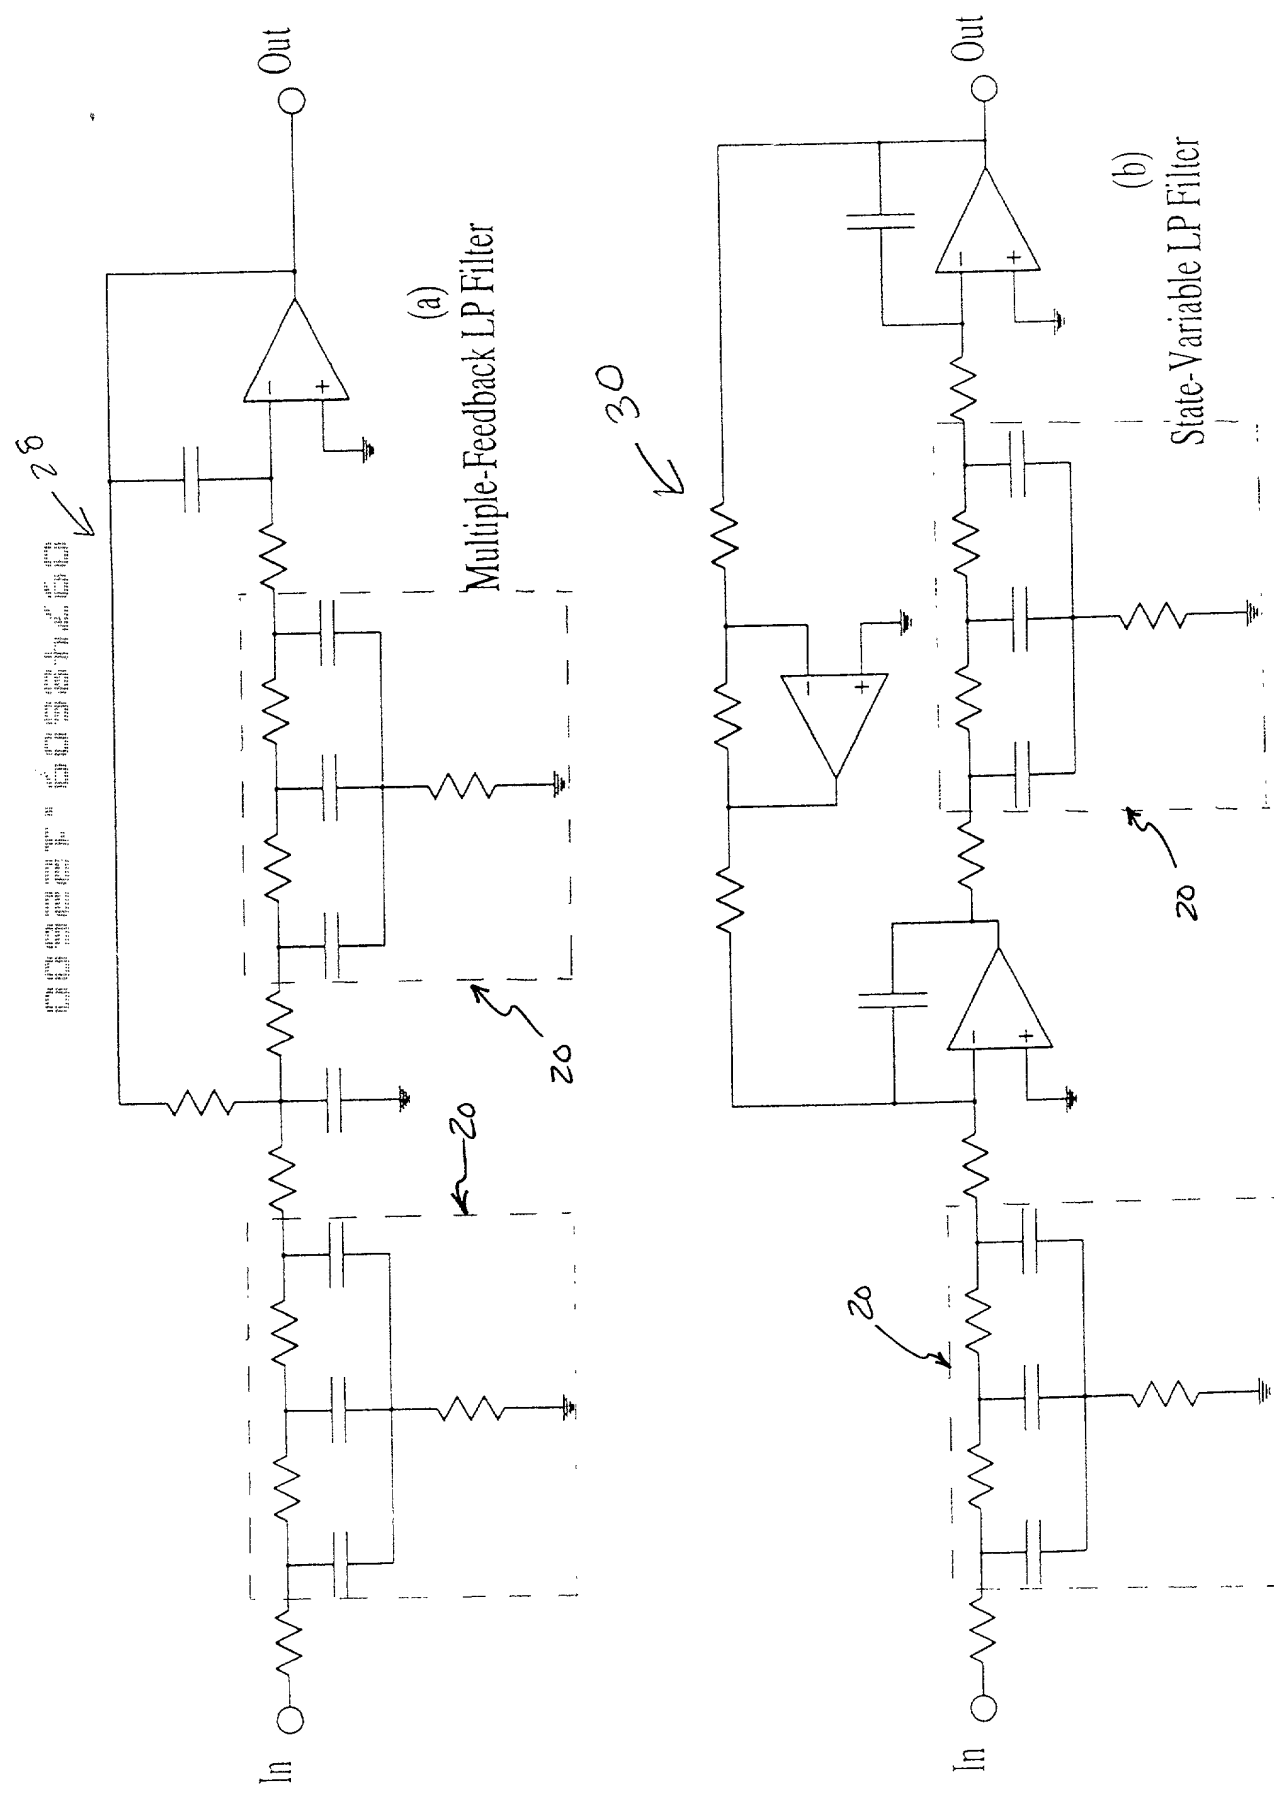 28
In
Out
20
20
(a)
Multiple-Feedback LP Filter
30
In
Out
20
20
(b)
State-Variable LP Filter
-
+
-
+
-
+
-
+